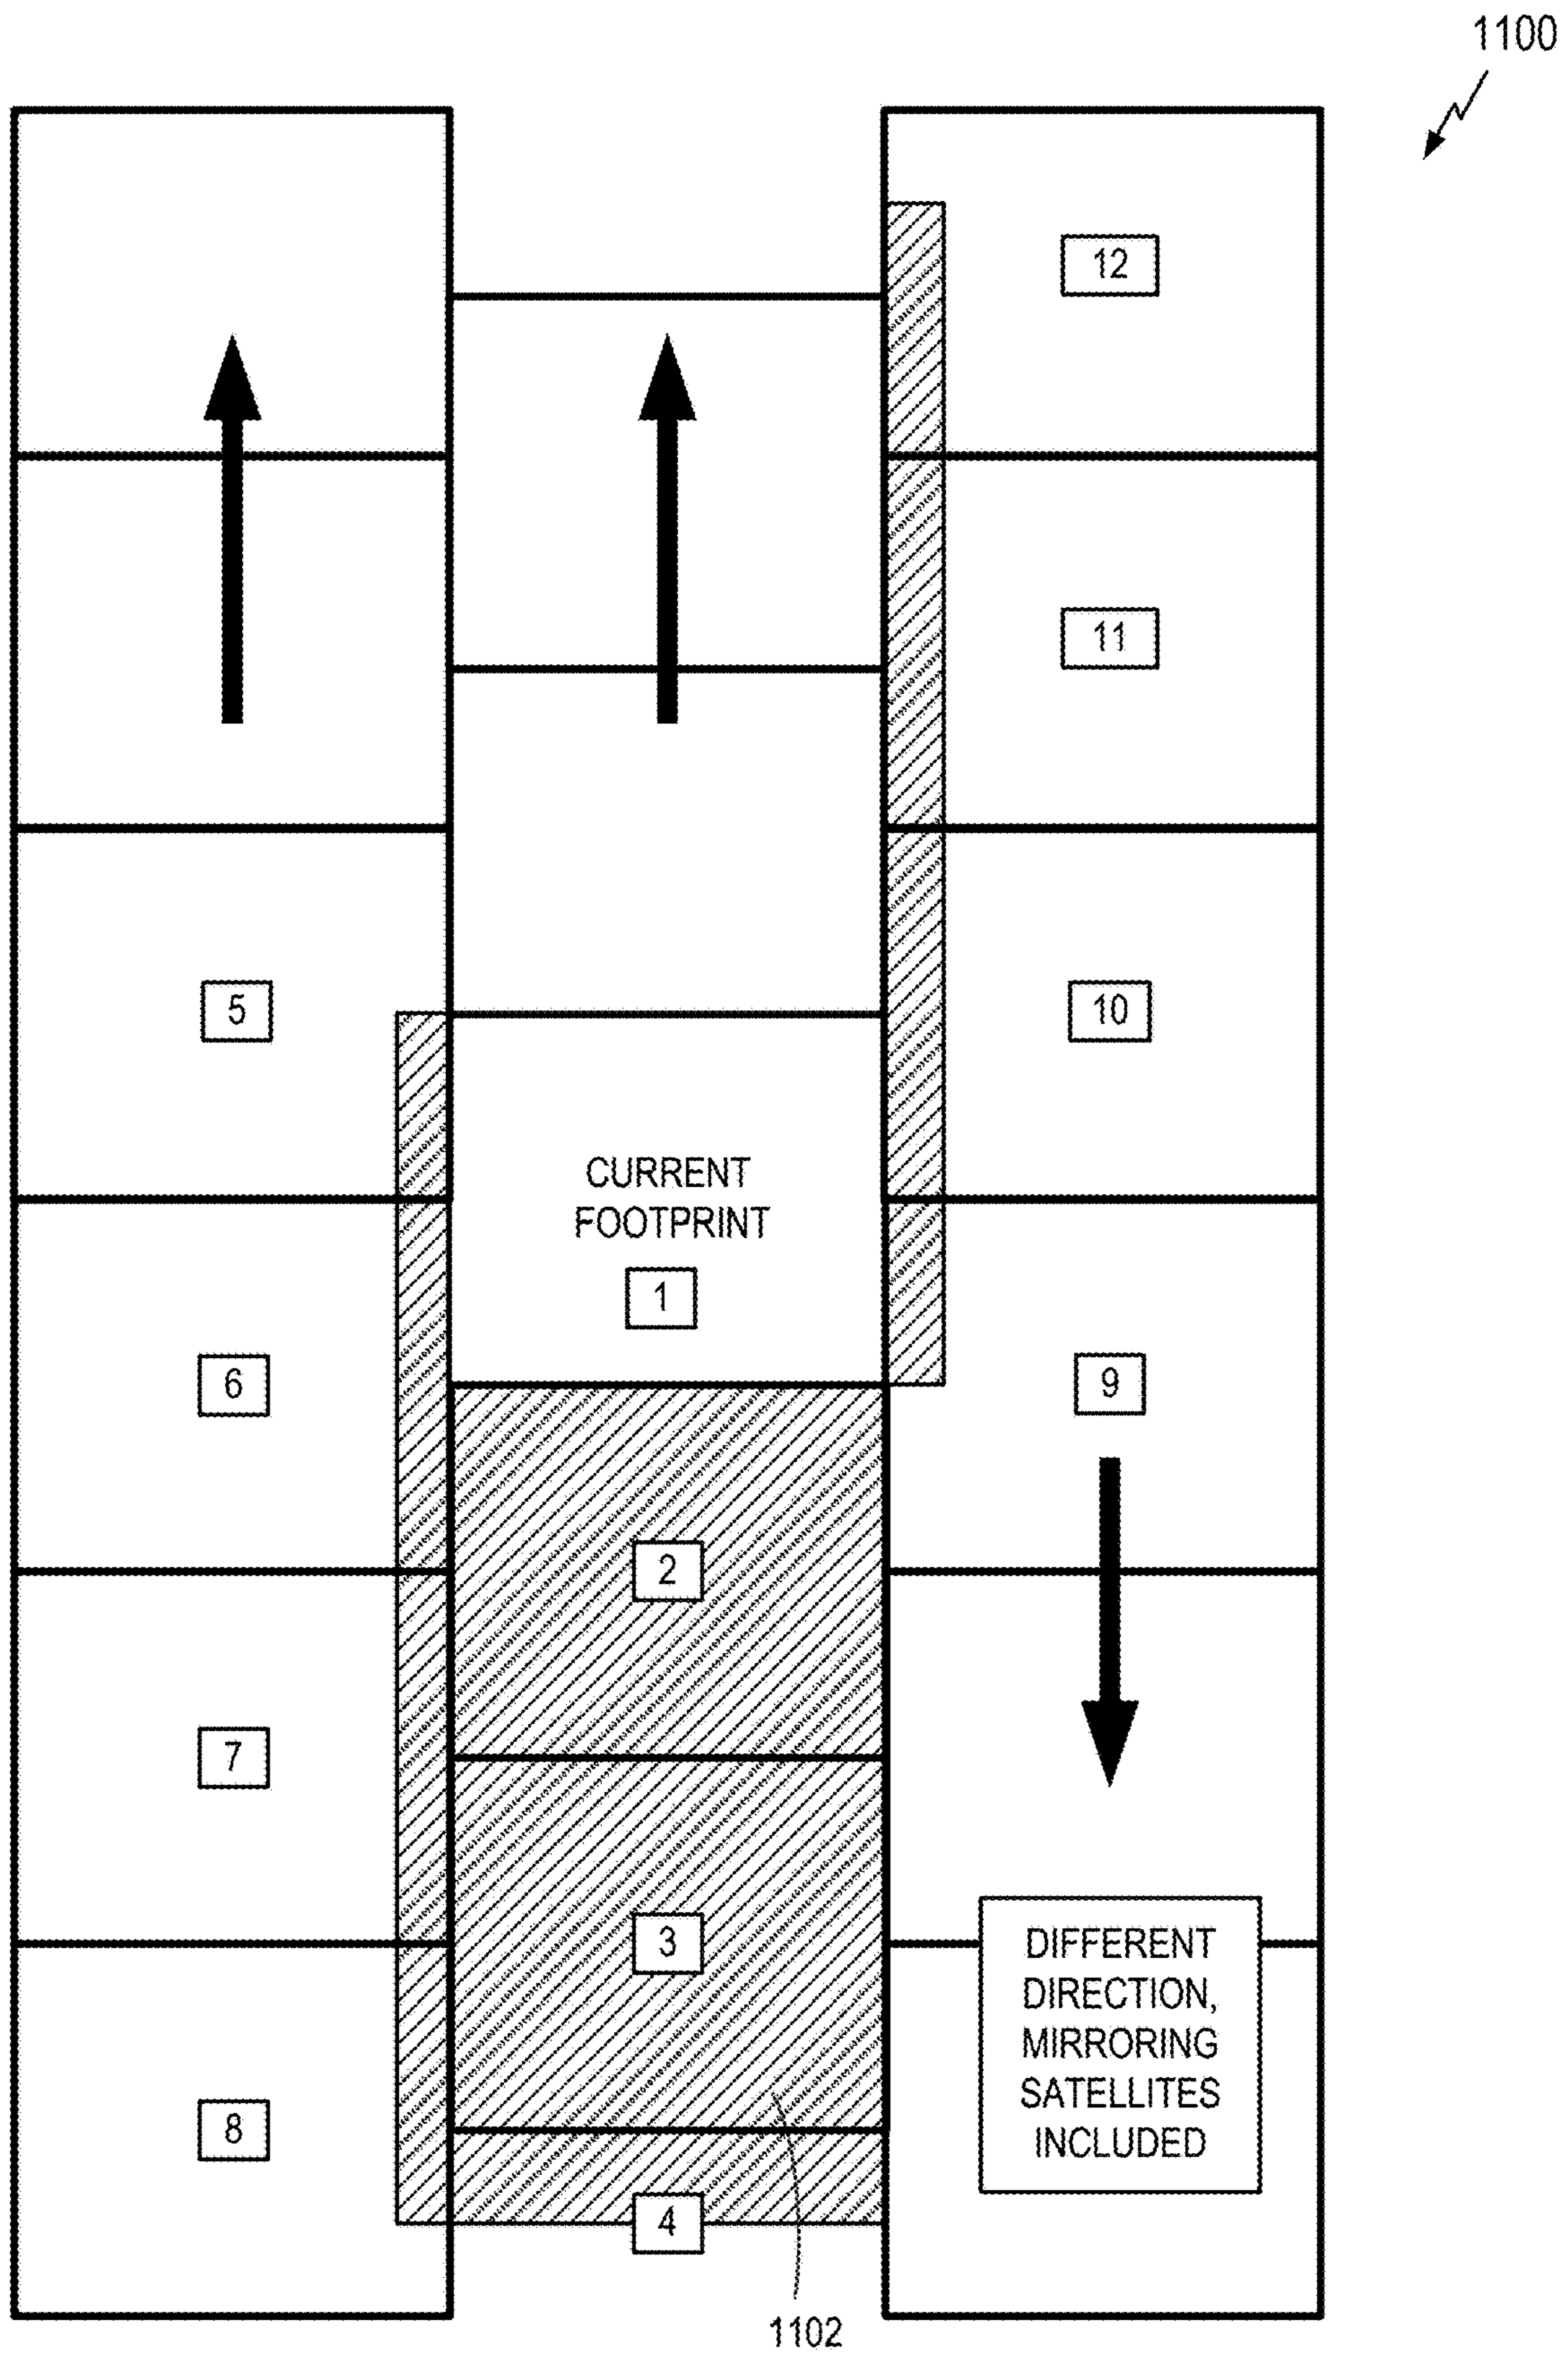 1100
12
11
5
10
CURRENT
FOOTPRINT
1
6
9
2
7
3
DIFFERENT
DIRECTION,
MIRRORING
SATELLITES
INCLUDED
8
4
1102